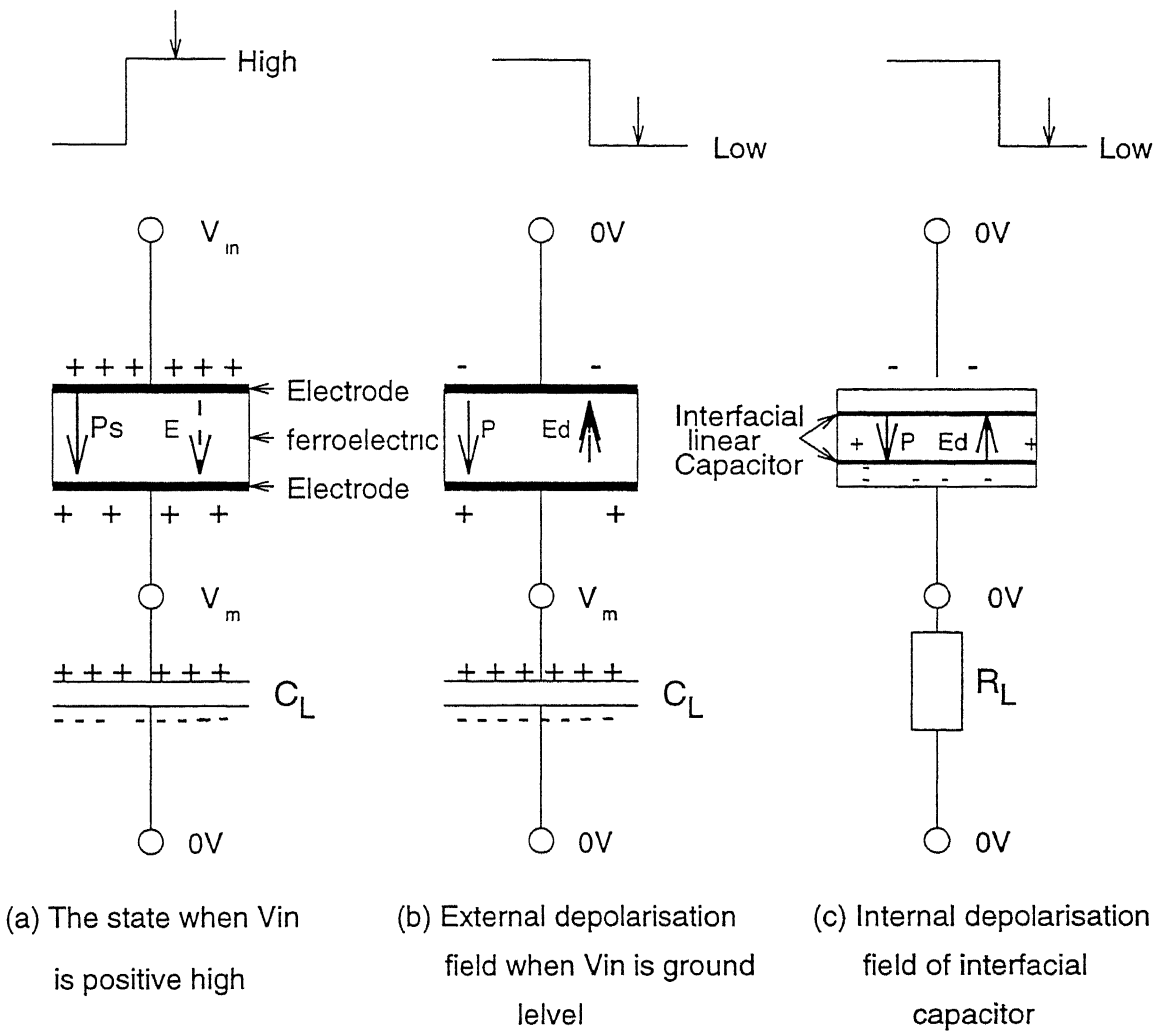 High
Low
Low
V in
0V
0V
+ + + + + +
- -
- -
Electrode
Ps E
ferroelectric
Electrode
P Ed
Interfacial
linear
Capacitor
+ P Ed +
- - - - -
+ + + +
+ +
V m
V m
0V
+ + + + + +
+ + + + + +
C L
C L
R L
- - - - - - -
- - - - - - -
0V
0V
0V
(a) The state when Vin
is positive high
(b) External depolarisation
field when Vin is ground
lelvel
(c) Internal depolarisation
field of interfacial
capacitor